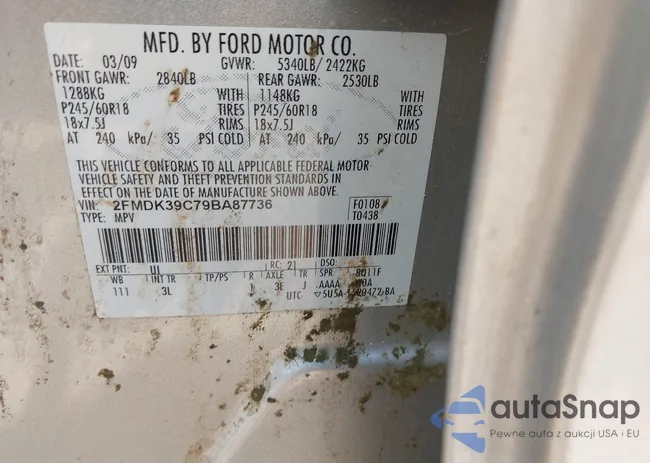 MFD. BY FORD MOTOR CO.
DATE: 03/09 GVWR: 5340LB/ 2422KG
FRONT GAWR: 2840LB REAR GAWR: 2530LB
1288KG WITH 1148KG WITH
P245/60R18 TIRES P245/60R18 TIRES
18x7.5J RIMS 18x7.5J RIMS
AT 240 kPa/ 35 PSI COLD AT 240 kPa/ 35 PSI COLD
THIS VEHICLE CONFORMS TO ALL APPLICABLE FEDERAL MOTOR
VEHICLE SAFETY AND THEFT PREVENTION STANDARDS IN
EFFECT ON THE DATE OF MANUFACTURE SHOWN ABOVE.
VIN: 2FMDK39C79BA87736 F0108
TYPE: MPV T0438
EXT PNT: UJ RC: 21 DSO:
WB INT TR TP/PS R AXLE TR SPR 8Q11F
111 3L 1 3E J AAAA
UTC
autaSnap
Pewne auta z aukcji USA i EU